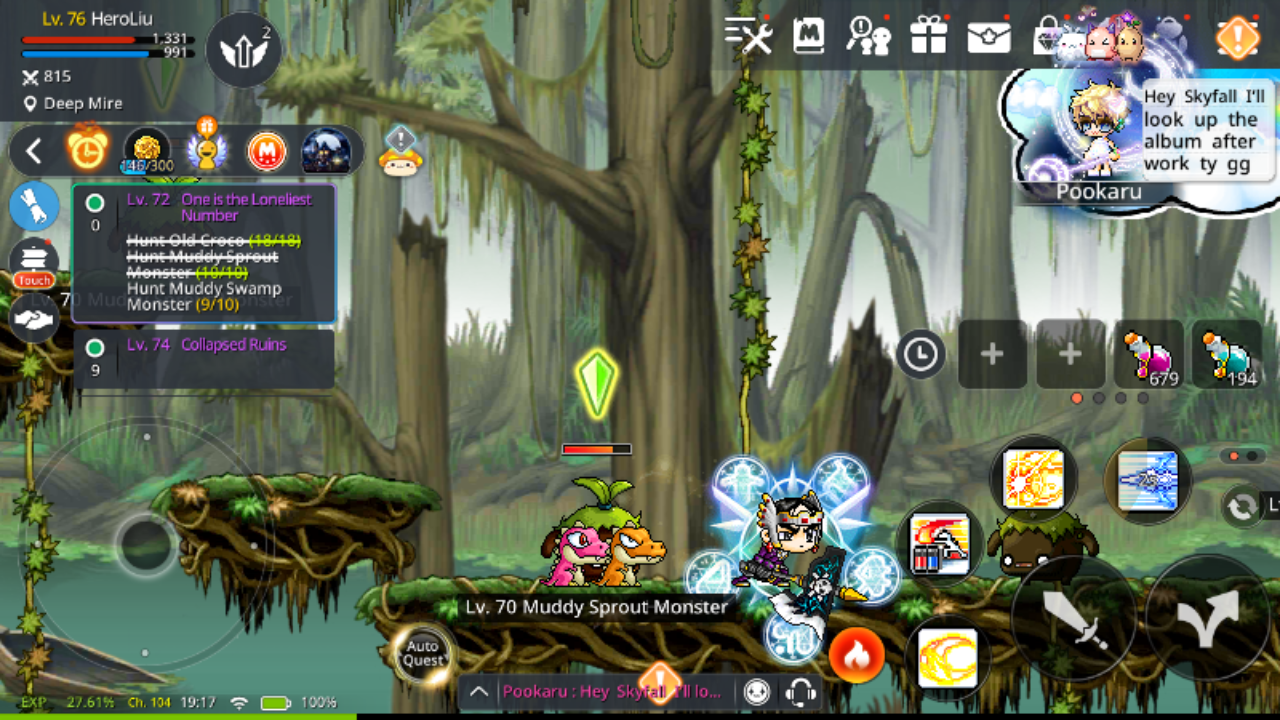 Lv. 76 HeroLiu
1,331
991
2
815
Deep Mire
146/300
Hey Skyfall I'll
look up the
album after
work ty gg
Pookaru
Lv. 72 One is the Loneliest
Number
0
Hunt Old Croco (18/18)
Hunt Muddy Sprout
Monster (10/10)
Hunt Muddy Swamp
Monster (9/10)
Touch
Lv. 74 Collapsed Ruins
9
679
194
Lv. 70 Muddy Sprout Monster
Auto
Quest
Pookaru : Hey Skyfall I'll lo...
EXP 27.61% Ch. 104 19:17 100%